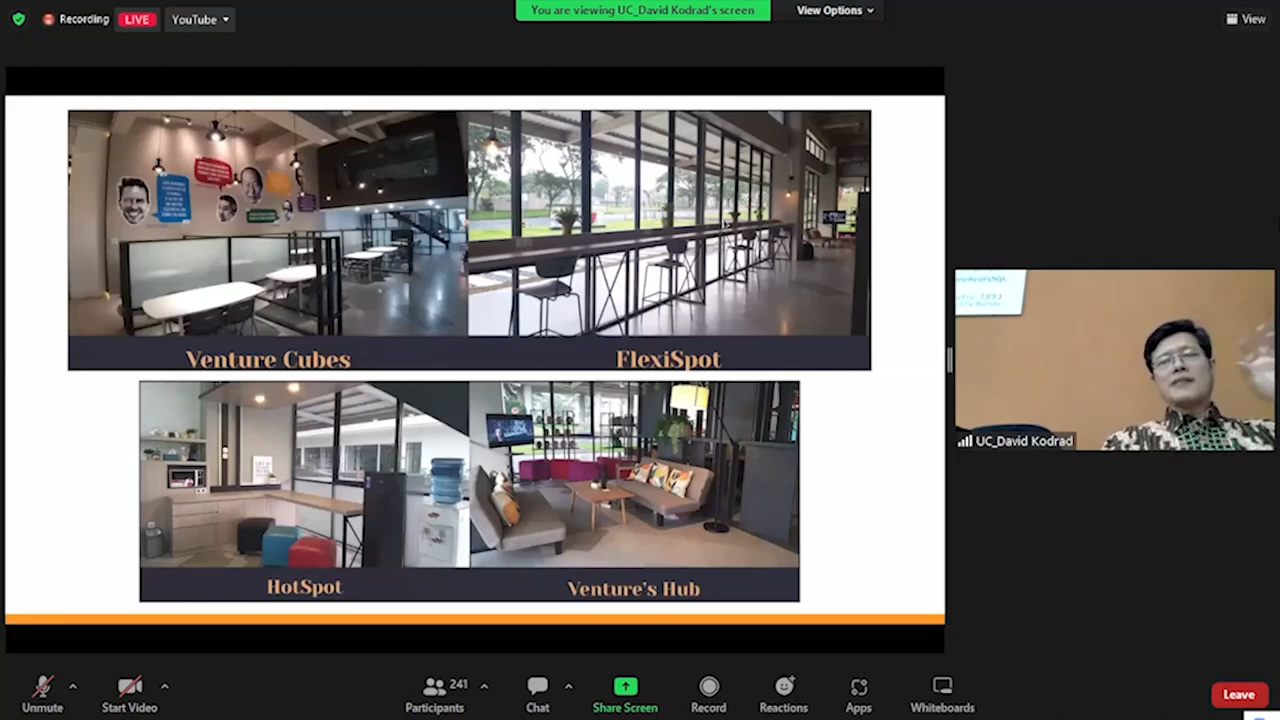 Recording
LIVE
YouTube
You are viewing UC_David Kodrad's screen
View Options
View
Venture Cubes
FlexiSpot
HotSpot
Venture's Hub
UC_David Kodrad
Unmute
Start Video
241
Participants
Chat
Share Screen
Record
Reactions
Apps
Whiteboards
Leave